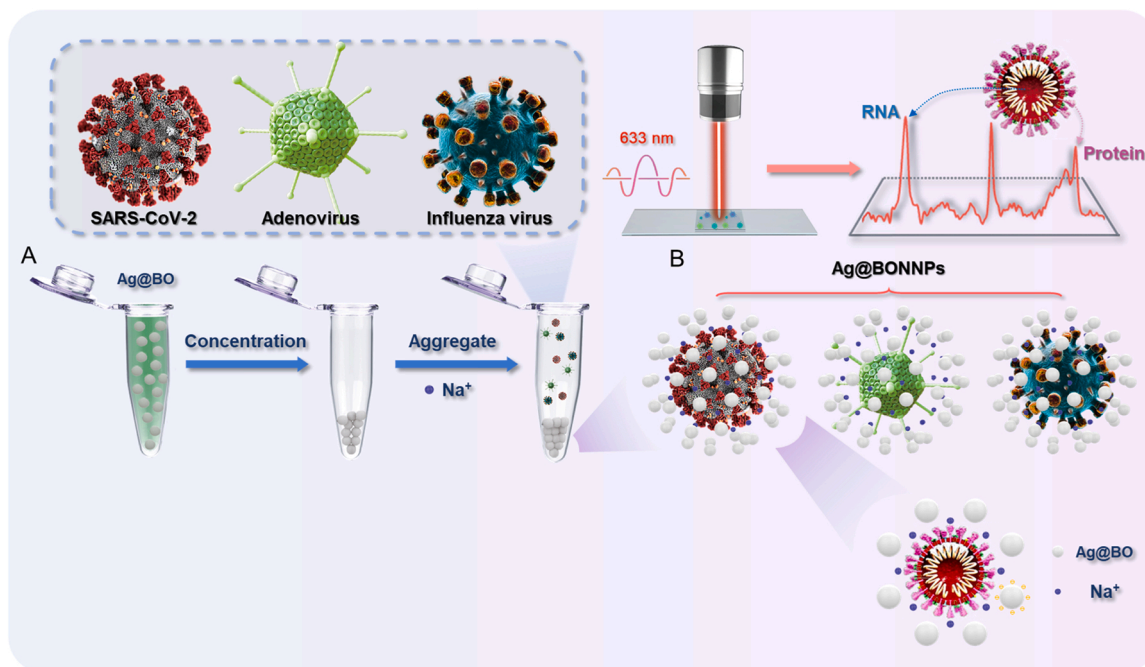 SARS-CoV-2
Adenovirus
Influenza virus
633 nm
RNA
Protein
A
Ag@BO
Concentration
Aggregate
Na⁺
B
Ag@BONNPs
Ag@BO
Na⁺